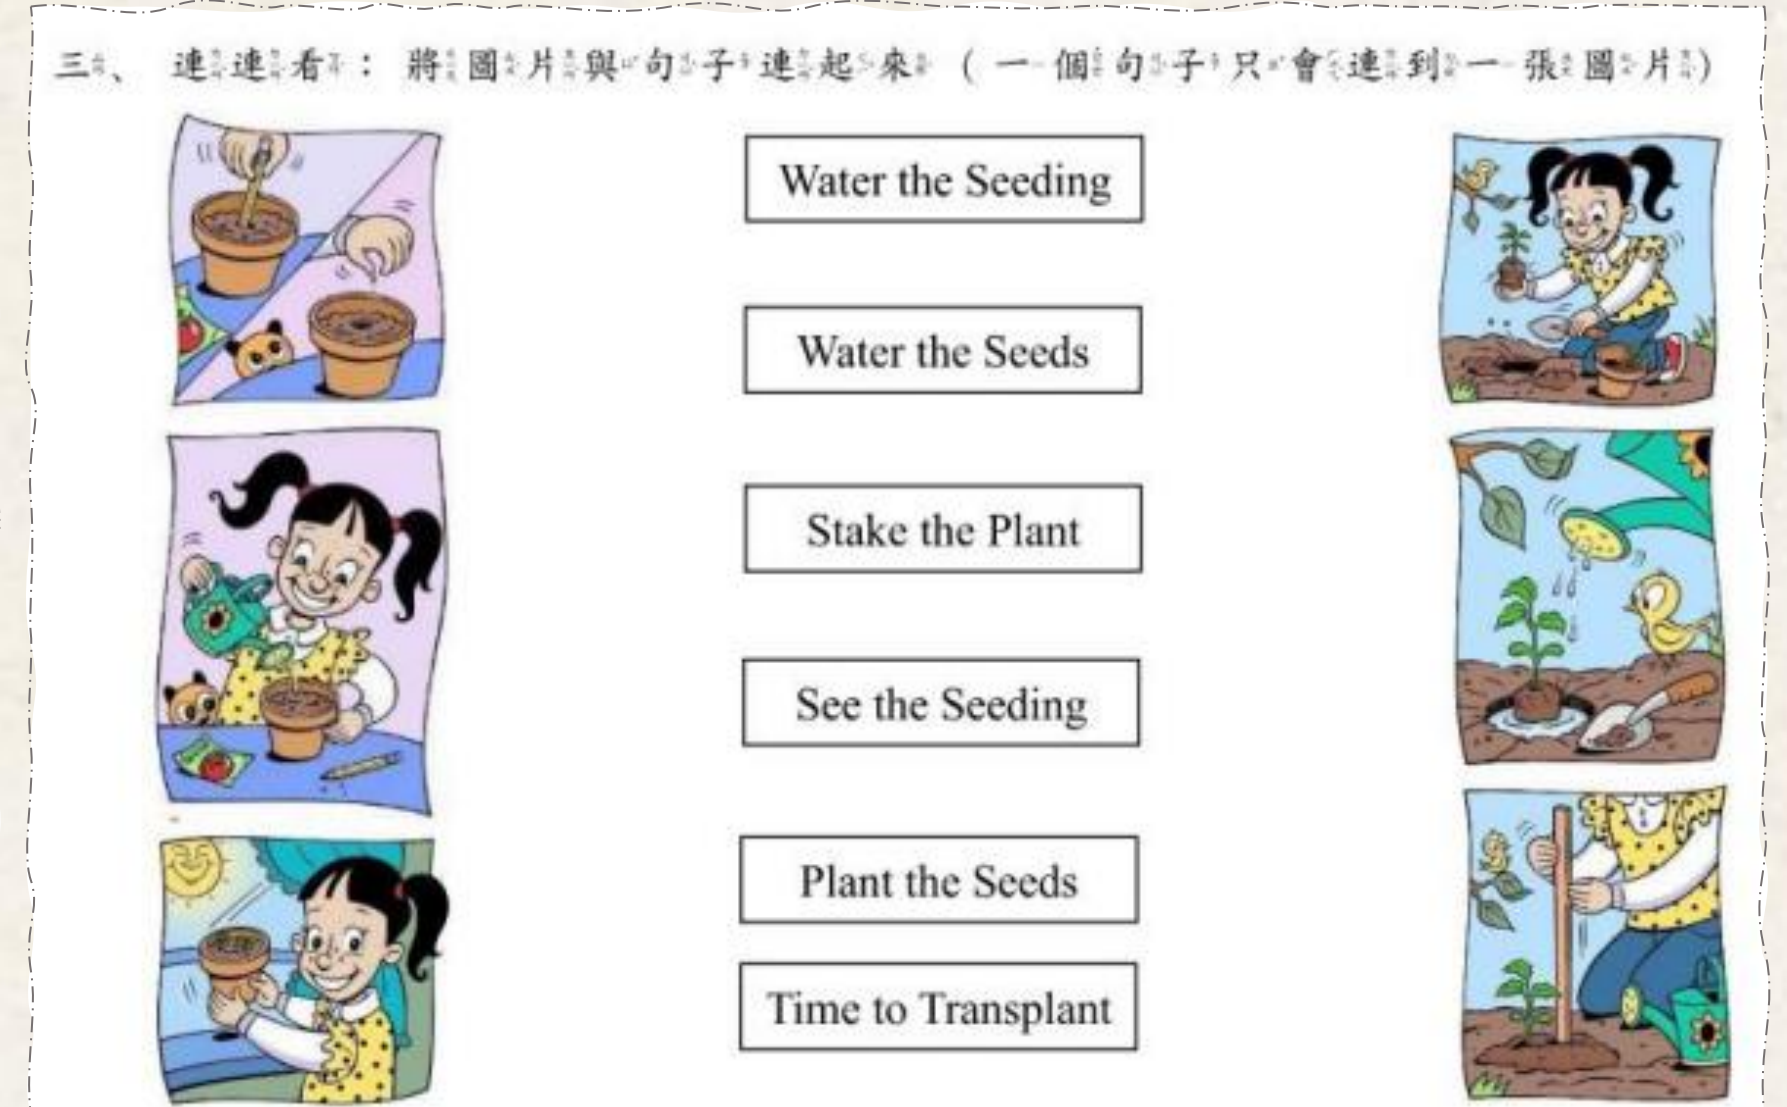 三、 連連看：將圖片與句子連起來（一個句子只會連到一張圖片）
Water the Seeding
Water the Seeds
Stake the Plant
See the Seeding
Plant the Seeds
Time to Transplant